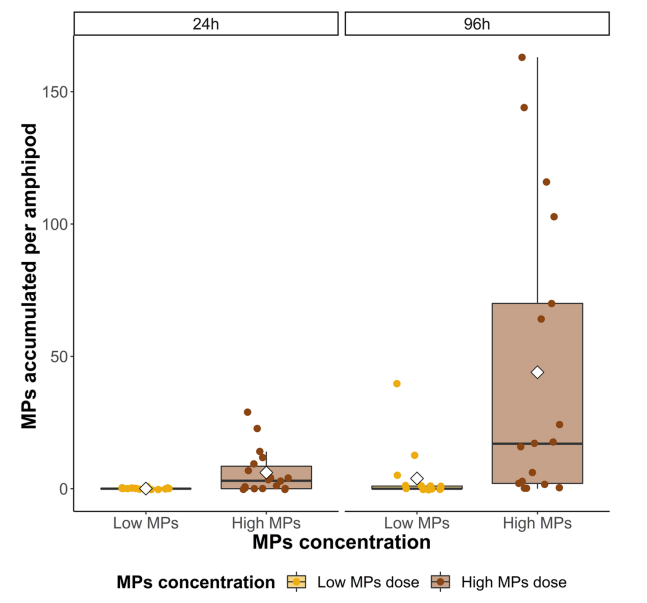 24h 96h
150
100
50
0
MPs accumulated per amphipod
Low MPs High MPs Low MPs High MPs
MPs concentration
MPs concentration Low MPs dose High MPs dose